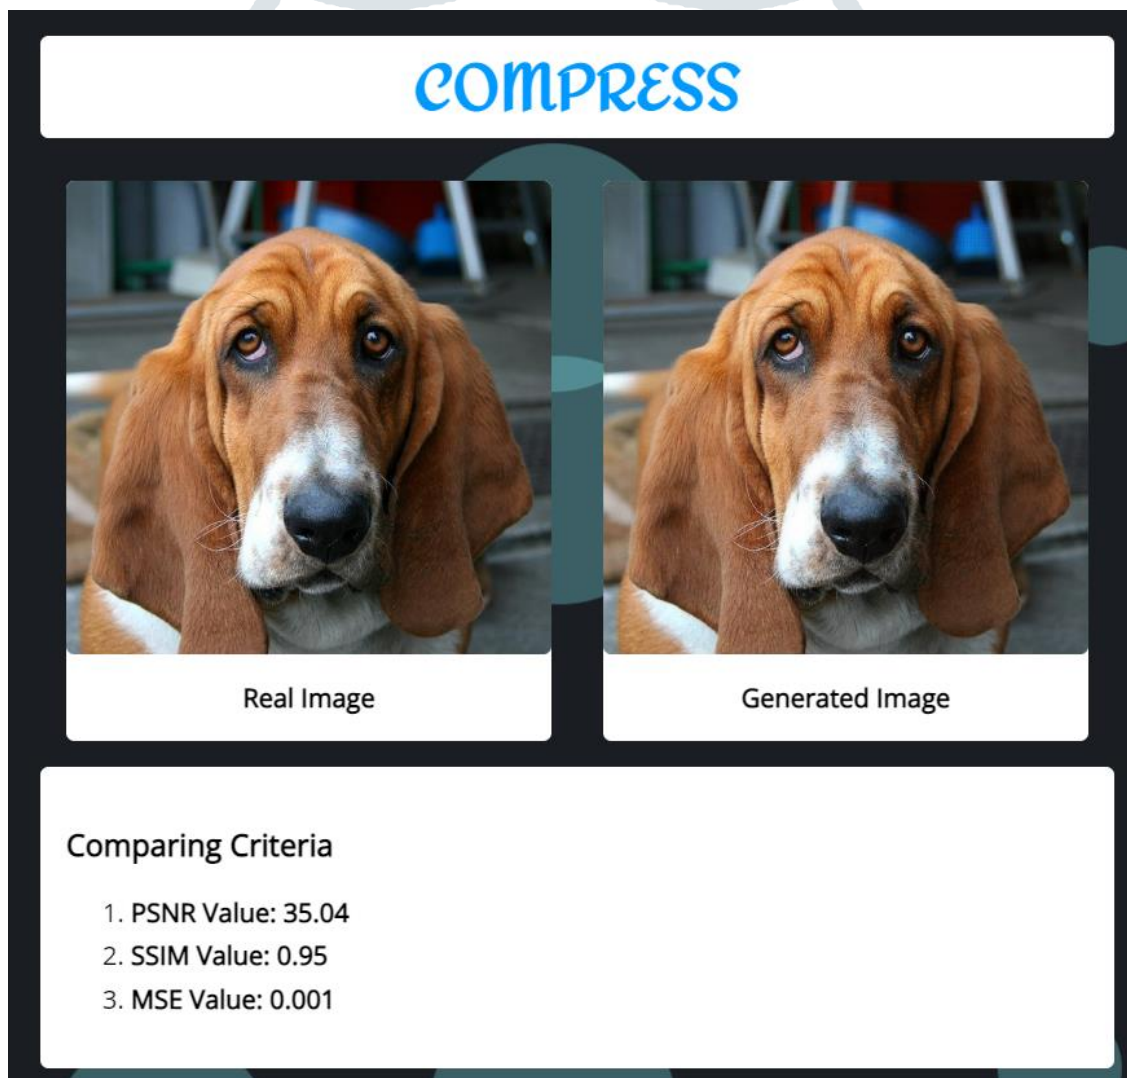 COMPRESS
Real Image
Generated Image
Comparing Criteria
1. PSNR Value: 35.04
2. SSIM Value: 0.95
3. MSE Value: 0.001